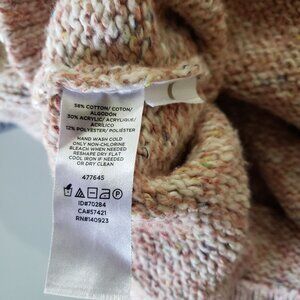 58% COTTON/ COTON/
ALGODÓN
30% ACRYLIC/ ACRYLIQUE/
ACRÍLICO
12% POLYESTER/ POLIÉSTER
HAND WASH COLD
ONLY NON-CHLORINE
BLEACH WHEN NEEDED
RESHAPE DRY FLAT
COOL IRON IF NEEDED
OR DRY CLEAN
477645
ID#70284
CA#57421
RN#140923